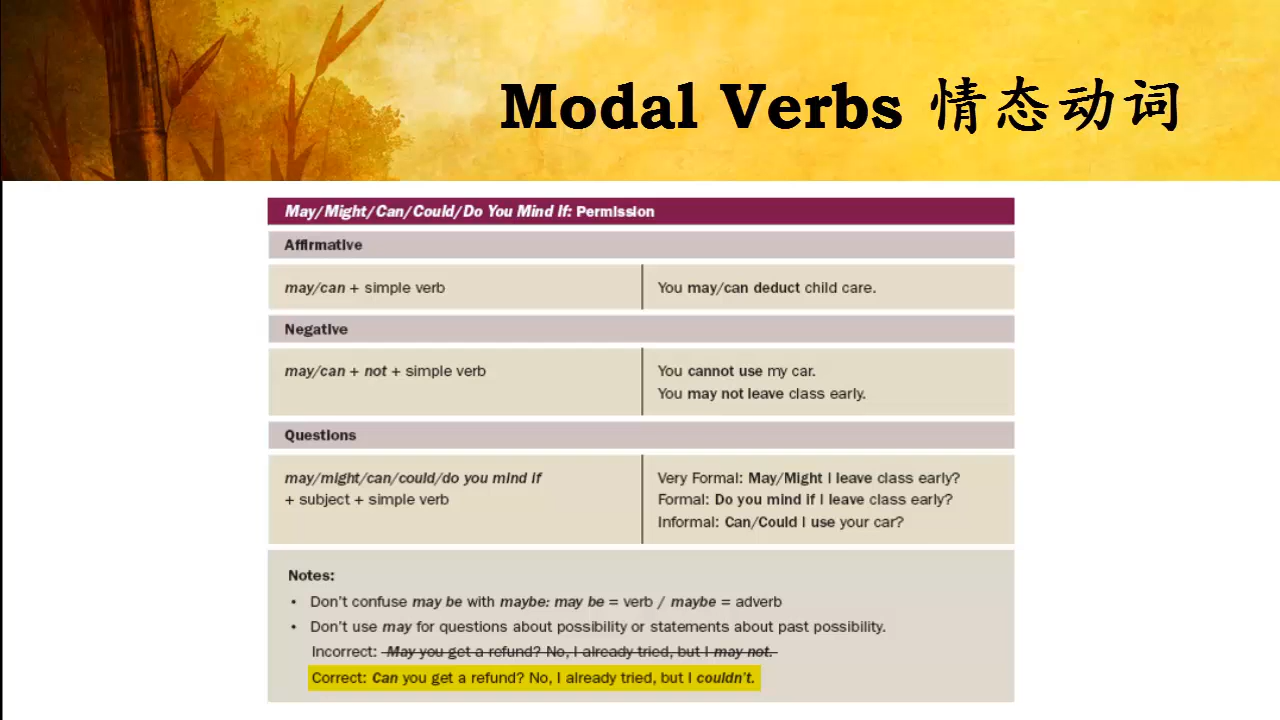 Modal Verbs 情态动词
May/Might/Can/Could/Do You Mind If: Permission
Affirmative
may/can + simple verb
You may/can deduct child care.
Negative
may/can + not + simple verb
You cannot use my car.
You may not leave class early.
Questions
may/might/can/could/do you mind if
+ subject + simple verb
Very Formal: May/Might I leave class early?
Formal: Do you mind if I leave class early?
Informal: Can/Could I use your car?
Notes:
• Don't confuse may be with maybe: may be = verb / maybe = adverb
• Don't use may for questions about possibility or statements about past possibility.
Incorrect: May you get a refund? No, I already tried, but I may not.
Correct: Can you get a refund? No, I already tried, but I couldn't.